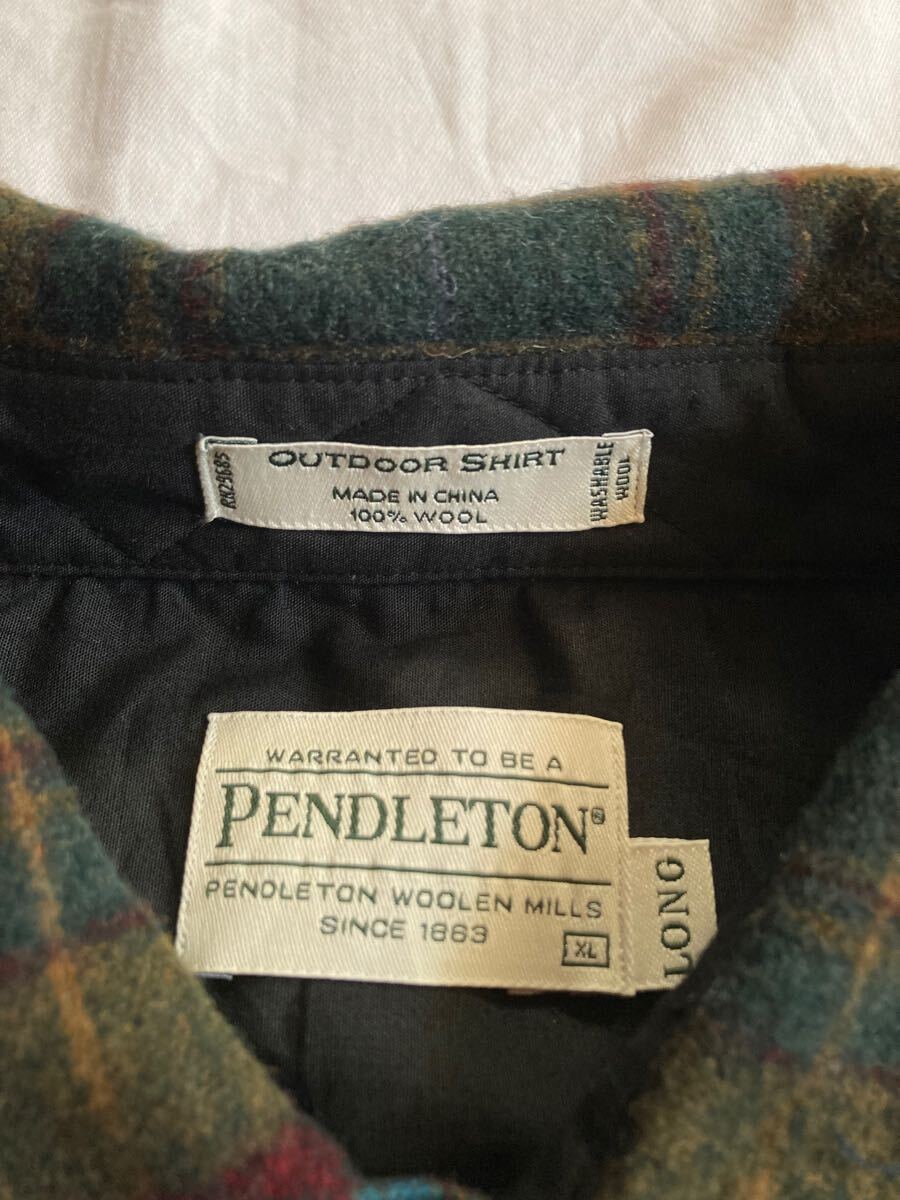 RN29685
OUTDOOR SHIRT
MADE IN CHINA
100% WOOL
WASHABLE
WOOL
WARRANTED TO BE A
PENDLETON®
PENDLETON WOOLEN MILLS
SINCE 1863
XL
LONG